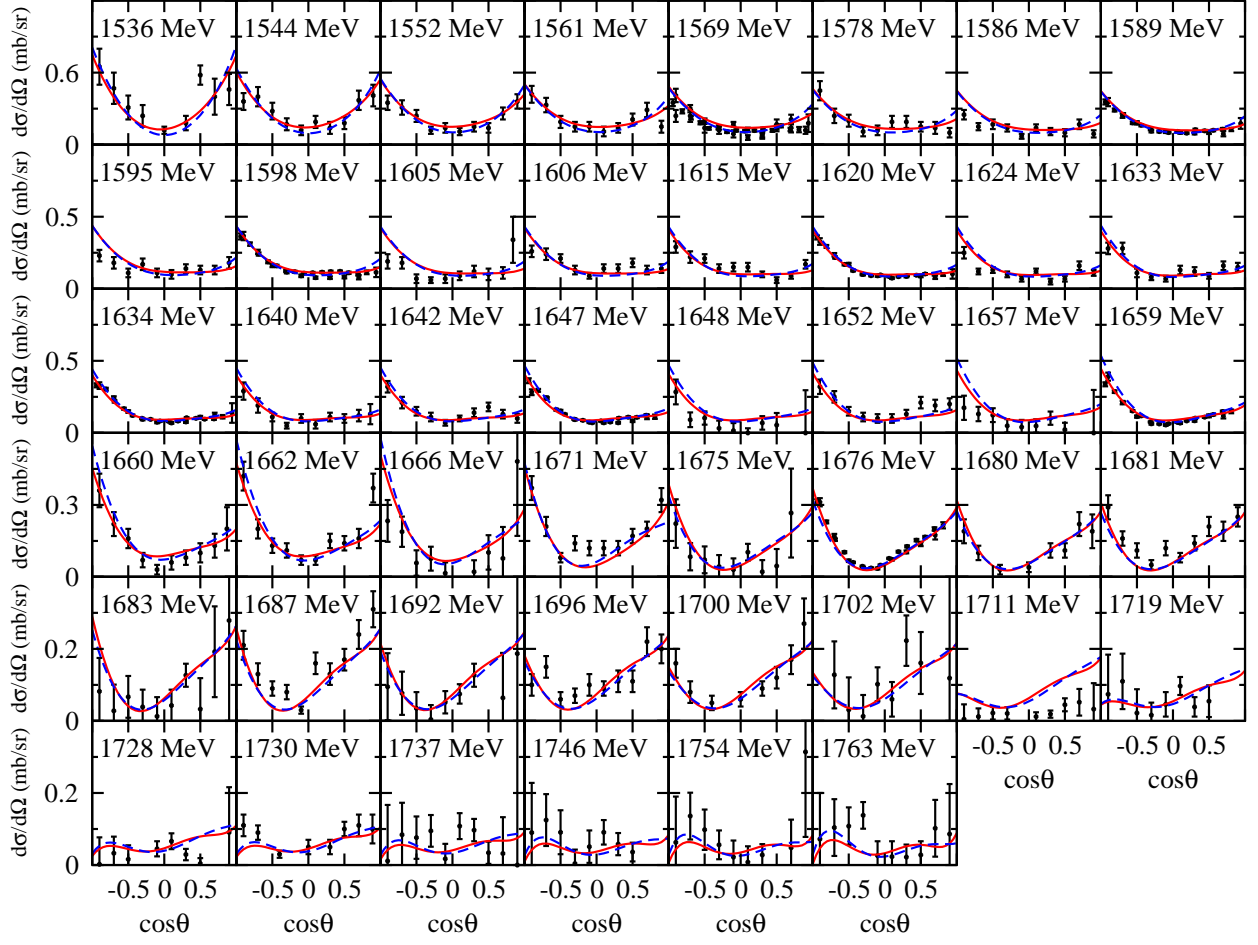 dσ/dΩ (mb/sr) 0.6 0 1536 MeV 1544 MeV 1552 MeV 1561 MeV 1569 MeV 1578 MeV 1586 MeV 1589 MeV
dσ/dΩ (mb/sr) 0.5 0 1595 MeV 1598 MeV 1605 MeV 1606 MeV 1615 MeV 1620 MeV 1624 MeV 1633 MeV
dσ/dΩ (mb/sr) 0.5 0 1634 MeV 1640 MeV 1642 MeV 1647 MeV 1648 MeV 1652 MeV 1657 MeV 1659 MeV
dσ/dΩ (mb/sr) 0.3 0 1660 MeV 1662 MeV 1666 MeV 1671 MeV 1675 MeV 1676 MeV 1680 MeV 1681 MeV
dσ/dΩ (mb/sr) 0.2 0 1683 MeV 1687 MeV 1692 MeV 1696 MeV 1700 MeV 1702 MeV 1711 MeV 1719 MeV
dσ/dΩ (mb/sr) 0.2 0 1728 MeV 1730 MeV 1737 MeV 1746 MeV 1754 MeV 1763 MeV
-0.5 0 0.5 -0.5 0 0.5
cosθ cosθ
-0.5 0 0.5 -0.5 0 0.5 -0.5 0 0.5 -0.5 0 0.5 -0.5 0 0.5 -0.5 0 0.5
cosθ cosθ cosθ cosθ cosθ cosθ